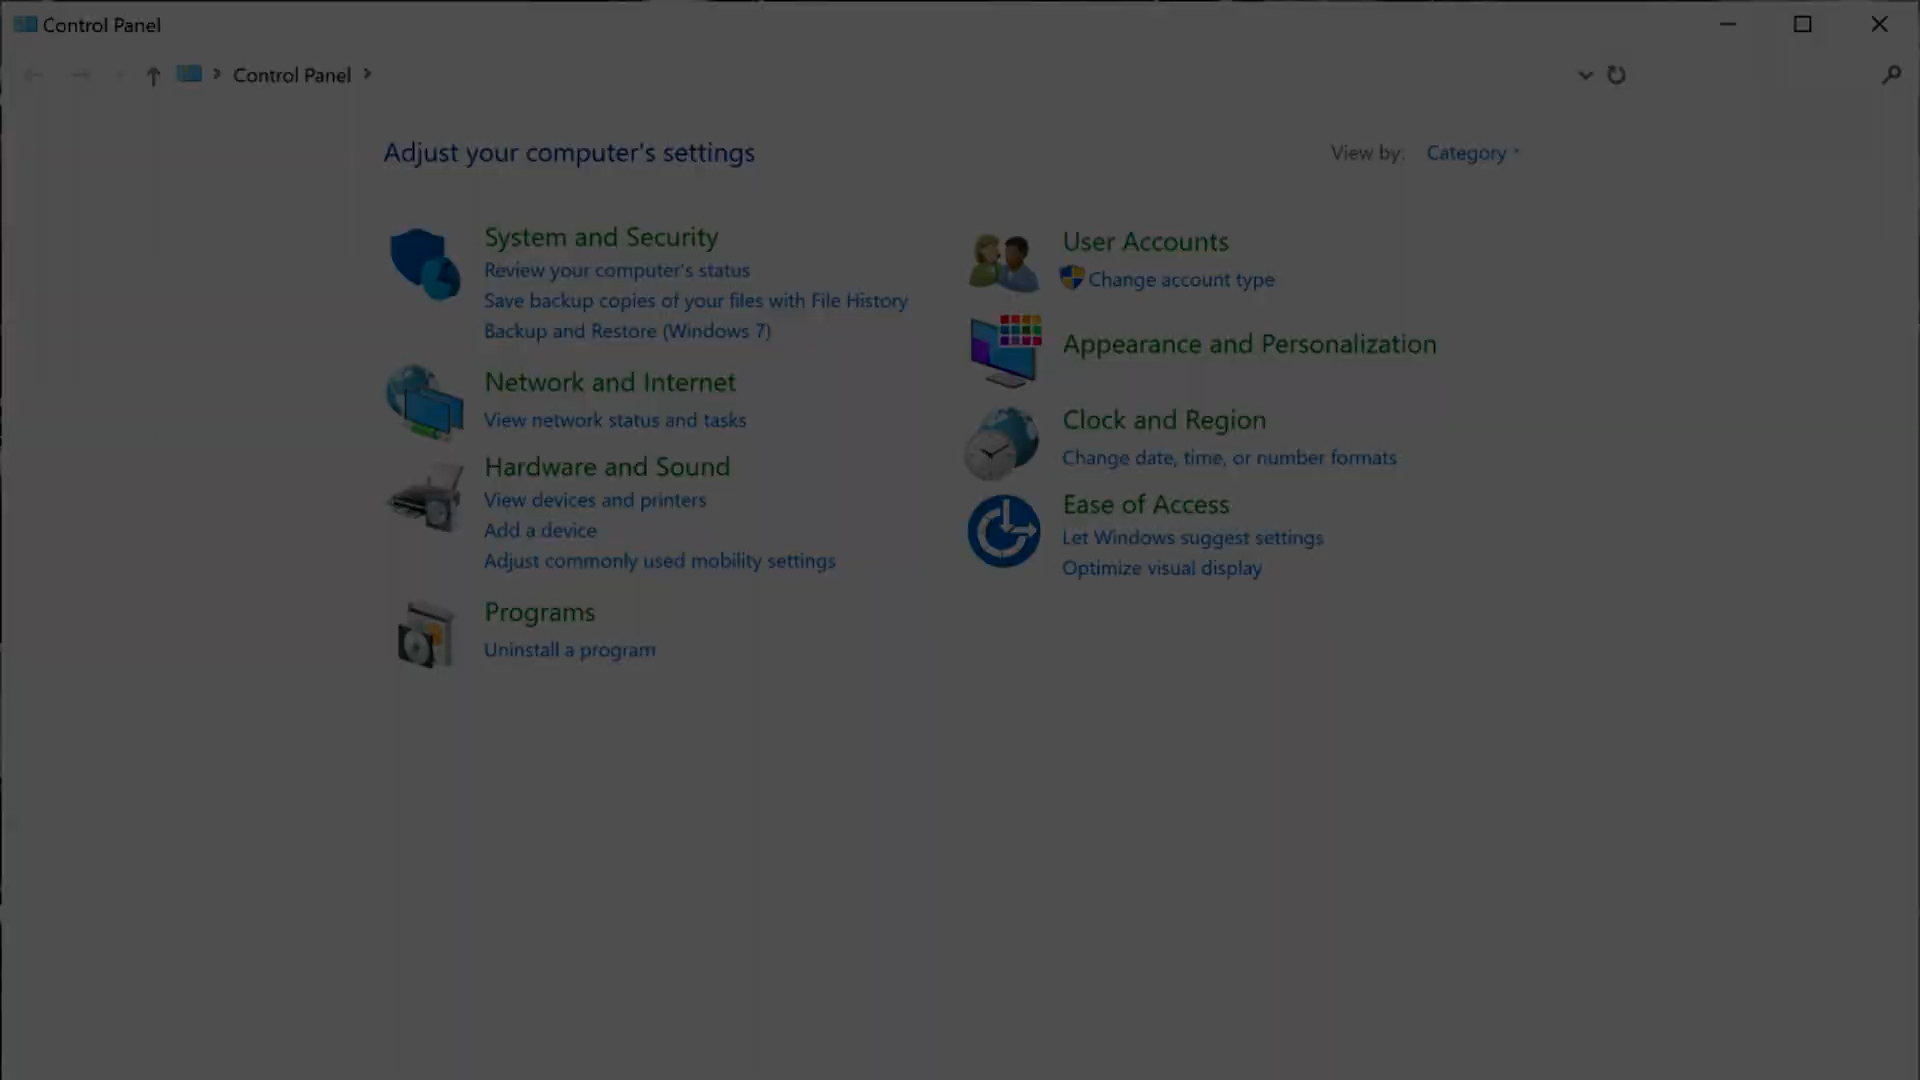 Control Panel
Control Panel
Adjust your computer's settings
View by: Category
System and Security
Review your computer's status
Save backup copies of your files with File History
Backup and Restore (Windows 7)
Network and Internet
View network status and tasks
Hardware and Sound
View devices and printers
Add a device
Adjust commonly used mobility settings
Programs
Uninstall a program
User Accounts
Change account type
Appearance and Personalization
Clock and Region
Change date, time, or number formats
Ease of Access
Let Windows suggest settings
Optimize visual display